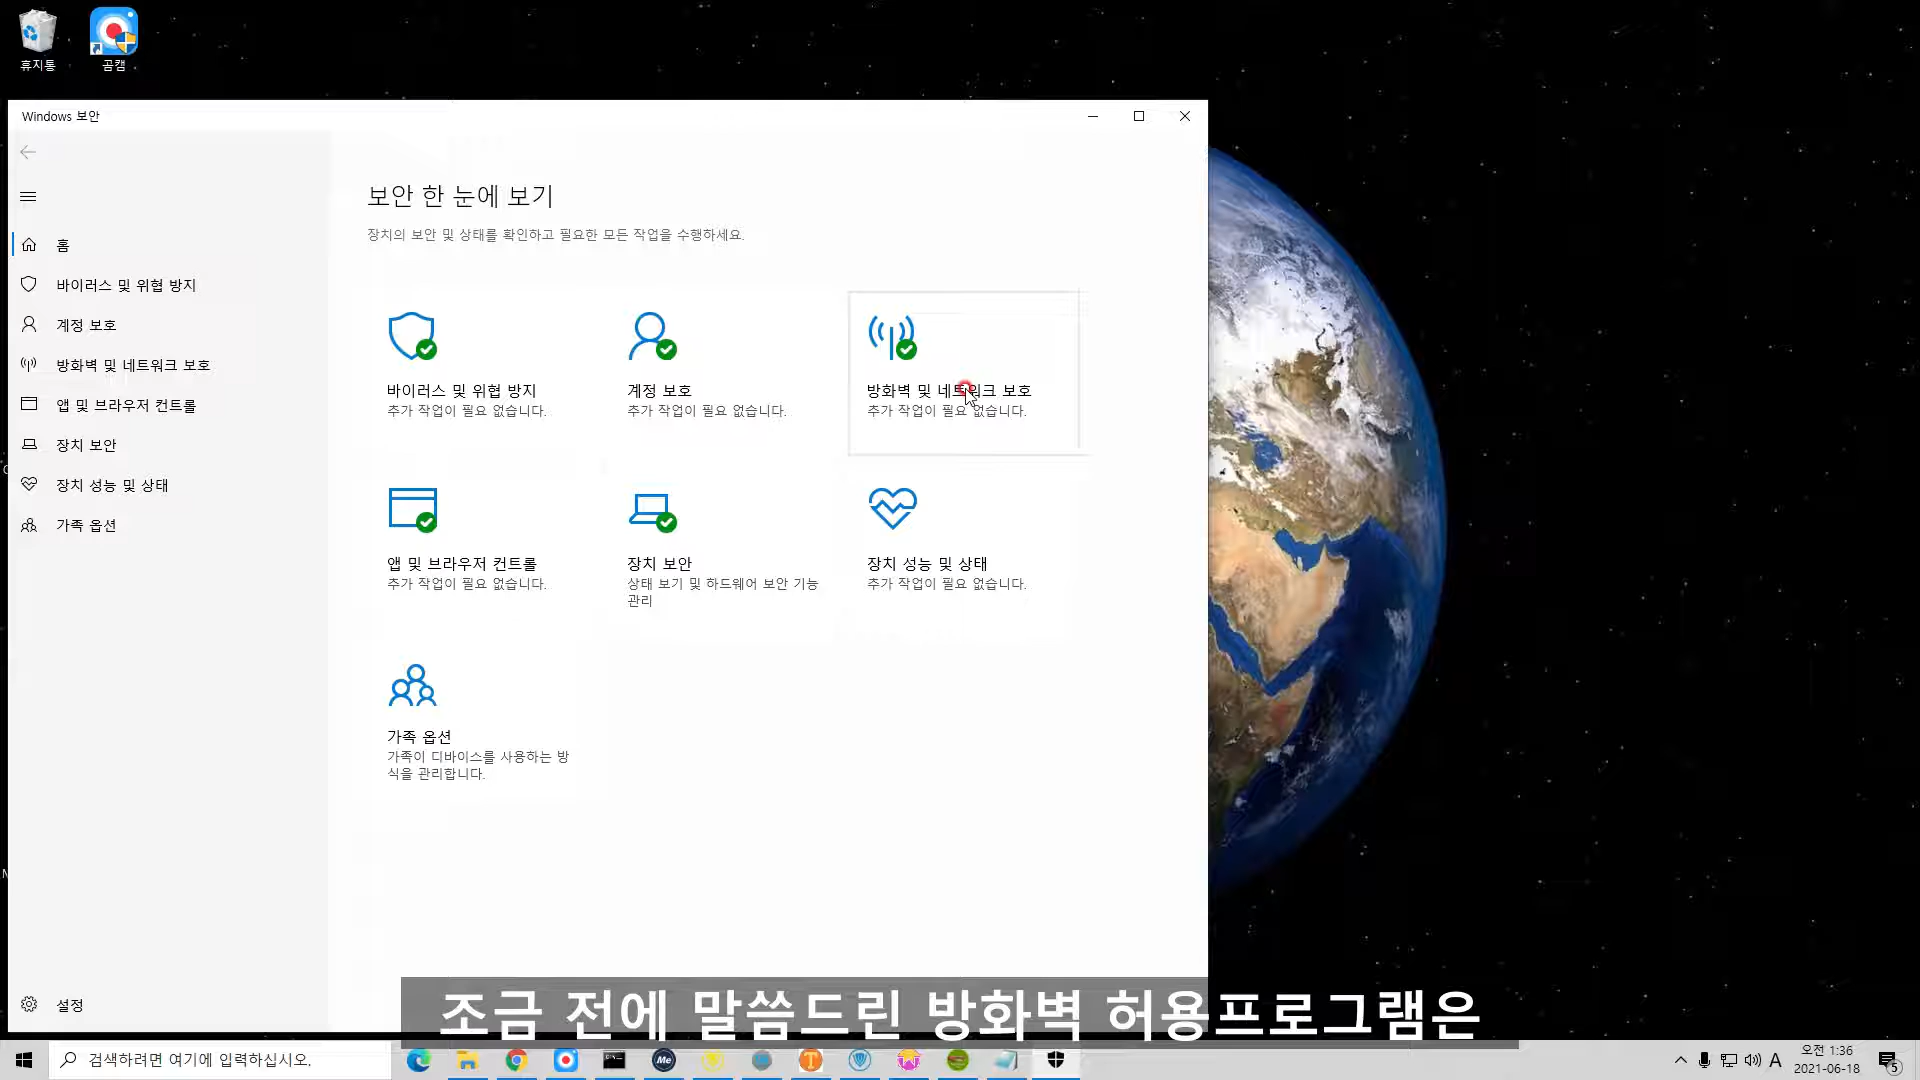 휴지통
곰캠
Windows 보안
보안 한 눈에 보기
장치의 보안 및 상태를 확인하고 필요한 모든 작업을 수행하세요.
홈
바이러스 및 위협 방지
계정 보호
방화벽 및 네트워크 보호
앱 및 브라우저 컨트롤
장치 보안
장치 성능 및 상태
가족 옵션
바이러스 및 위협 방지
추가 작업이 필요 없습니다.
계정 보호
추가 작업이 필요 없습니다.
방화벽 및 네트워크 보호
추가 작업이 필요 없습니다.
앱 및 브라우저 컨트롤
추가 작업이 필요 없습니다.
장치 보안
상태 보기 및 하드웨어 보안 기능
관리
장치 성능 및 상태
추가 작업이 필요 없습니다.
가족 옵션
가족이 디바이스를 사용하는 방
식을 관리합니다.
설정
조금 전에 말씀드린 방화벽 허용프로그램은
검색하려면 여기에 입력하십시오.
Me
T
A
오전 1:36
2021-06-18
5